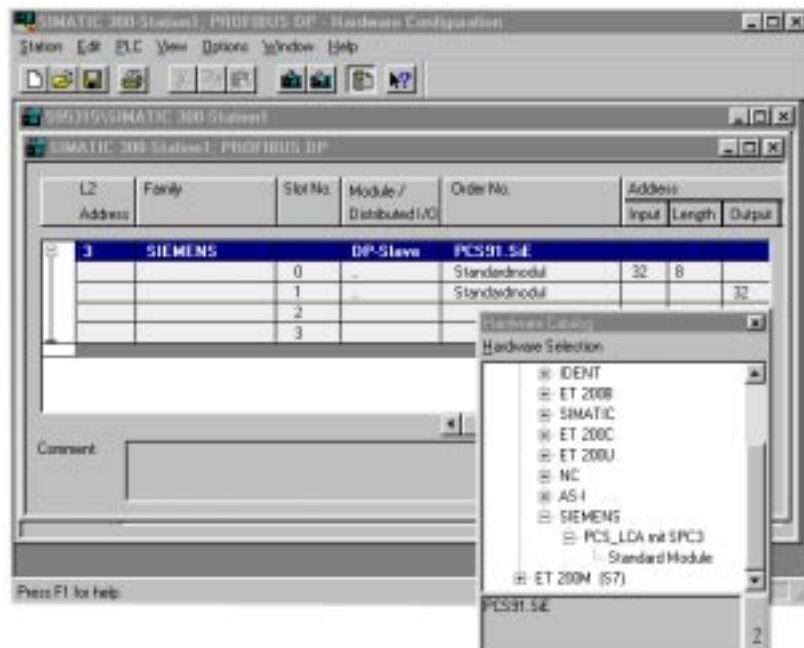 SIMATIC 300-Station1; PROFIBUS DP - Hardware Configuration
Station Edit PLC View Options Window Help
595315\SIMATIC 300-Station1
SIMATIC 300-Station1; PROFIBUS DP
L2 Address Family Slot No. Module / Distributed I/O Order No. Address
Input Length Output
3 SIEMENS DP-Slave PCS91.SiE
0 Standardmodul 32 8
1 Standardmodul 32
2
3
Comment
Hardware Catalog
Hardware Selection
IDENT
ET 200B
SIMATIC
ET 200C
ET 200U
NC
AS-I
SIEMENS
PCS_LCA mit SPC3
Standard Module
ET 200M (S7)
PCS91.SiE
2
Press F1 for help.